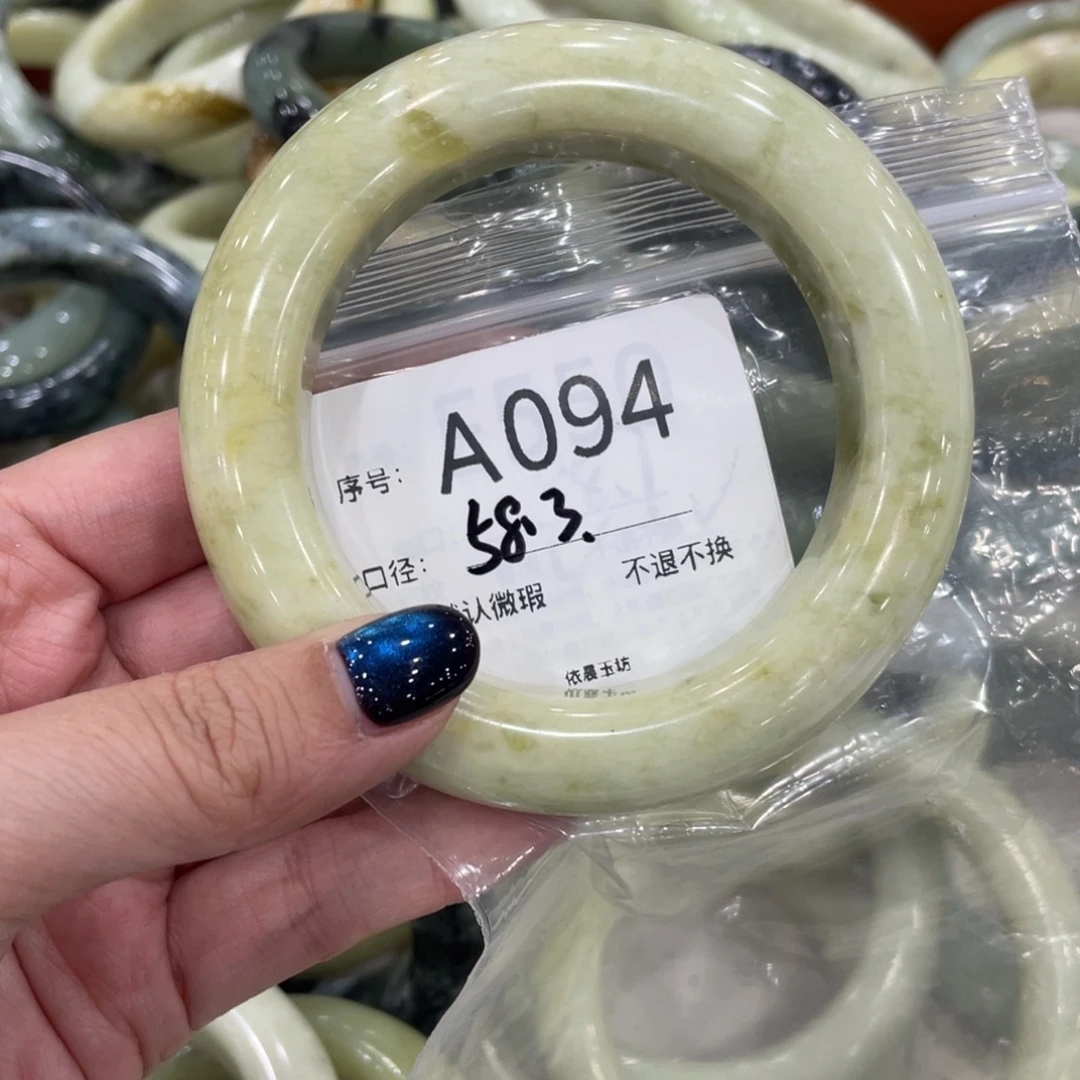 序号: A094
口径: 58.3.
不退不换
认微瑕
依晨玉坊